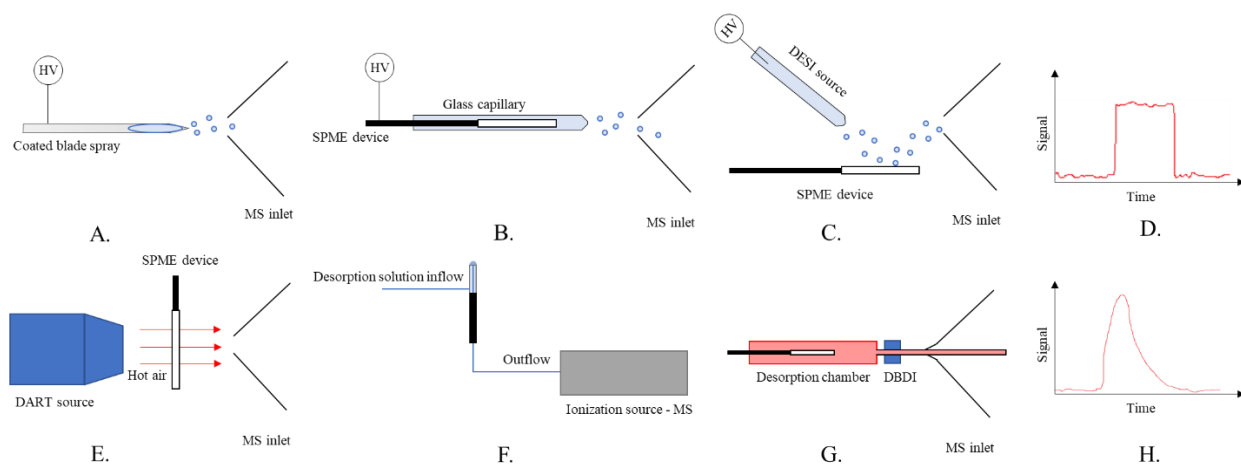 HV
Coated blade spray
MS inlet
A.
HV
Glass capillary
SPME device
MS inlet
B.
HV
DESI source
SPME device
MS inlet
C.
Signal
Time
D.
SPME device
Hot air
DART source
MS inlet
E.
Desorption solution inflow
Outflow
Ionization source - MS
F.
Desorption chamber
DBDI
MS inlet
G.
Signal
Time
H.